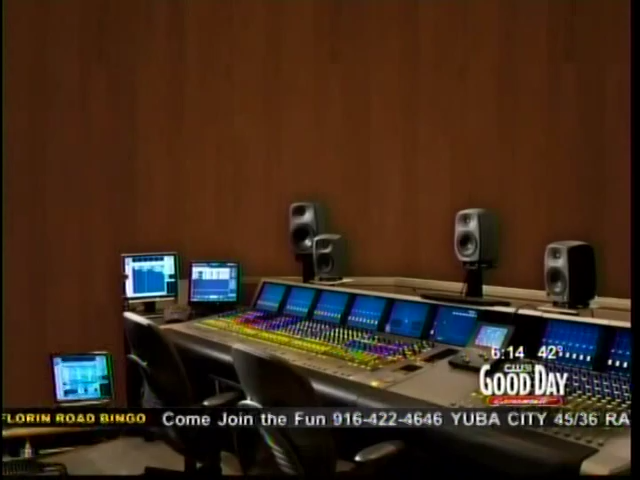 6:14 42°
GOOD DAY
FLORIN ROAD BINGO Come Join the Fun 916-422-4646 YUBA CITY 45/36 RA